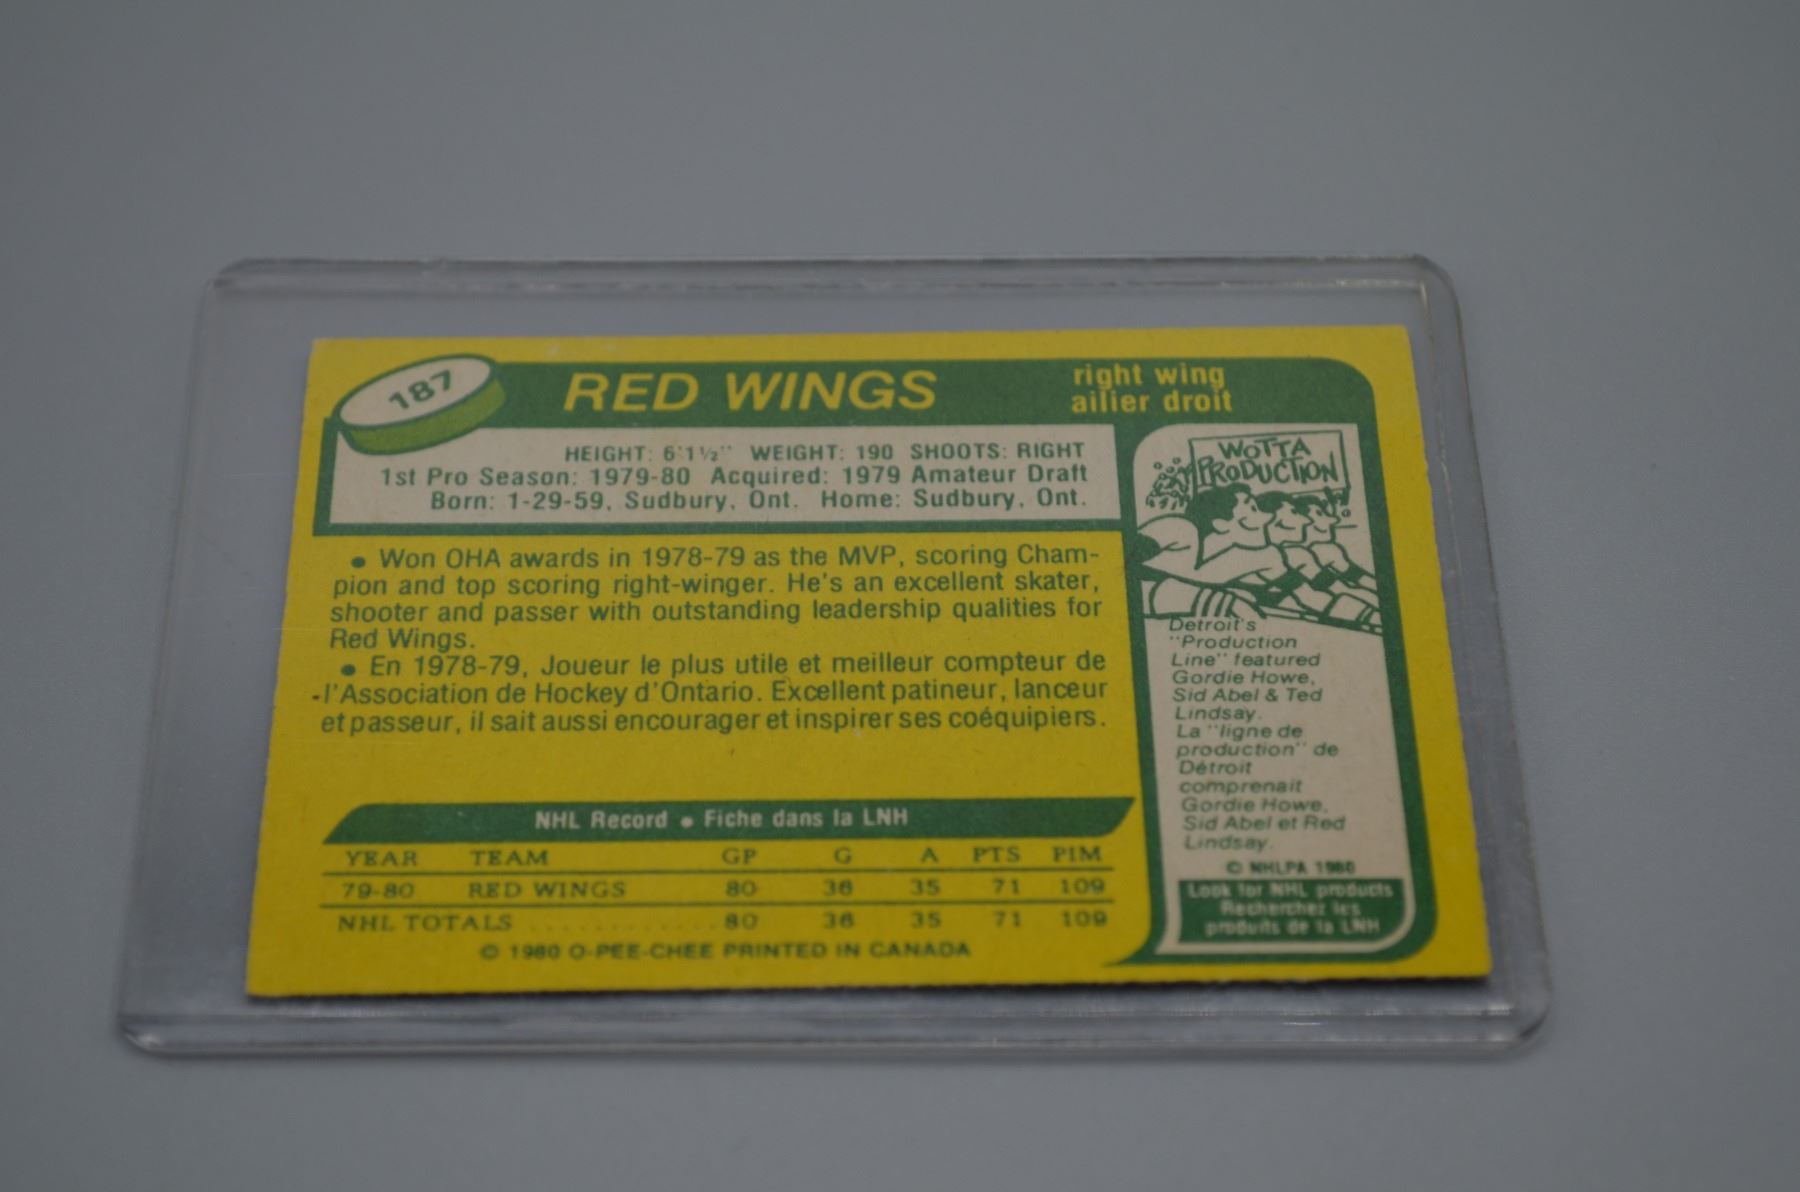 187
RED WINGS
right wing
ailier droit
HEIGHT: 6'1½" WEIGHT: 190 SHOOTS: RIGHT
1st Pro Season: 1979-80 Acquired: 1979 Amateur Draft
Born: 1-29-59, Sudbury, Ont. Home: Sudbury, Ont.
• Won OHA awards in 1978-79 as the MVP, scoring Cham-
pion and top scoring right-winger. He's an excellent skater,
shooter and passer with outstanding leadership qualities for
Red Wings.
• En 1978-79, Joueur le plus utile et meilleur compteur de
l'Association de Hockey d'Ontario. Excellent patineur, lanceur
et passeur, il sait aussi encourager et inspirer ses coéquipiers.
NHL Record • Fiche dans la LNH
YEAR TEAM GP G A PTS PIM
79-80 RED WINGS 80 36 35 71 109
NHL TOTALS . . . . . . . . . . . . 80 36 35 71 109
© 1980 O-PEE-CHEE PRINTED IN CANADA
WOTTA
PRODUCTION
Detroit's
"Production
Line" featured
Gordie Howe,
Sid Abel & Ted
Lindsay.
La "ligne de
production" de
Détroit
comprenait
Gordie Howe,
Sid Abel et Red
Lindsay.
© NHLPA 1980
Look for NHL products
Recherchez les
produits de la LNH